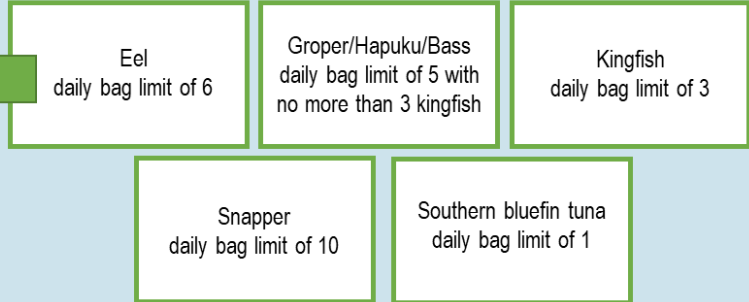 Eel
daily bag limit of 6
Groper/Hapuku/Bass
daily bag limit of 5 with
no more than 3 kingfish
Kingfish
daily bag limit of 3
Snapper
daily bag limit of 10
Southern bluefin tuna
daily bag limit of 1